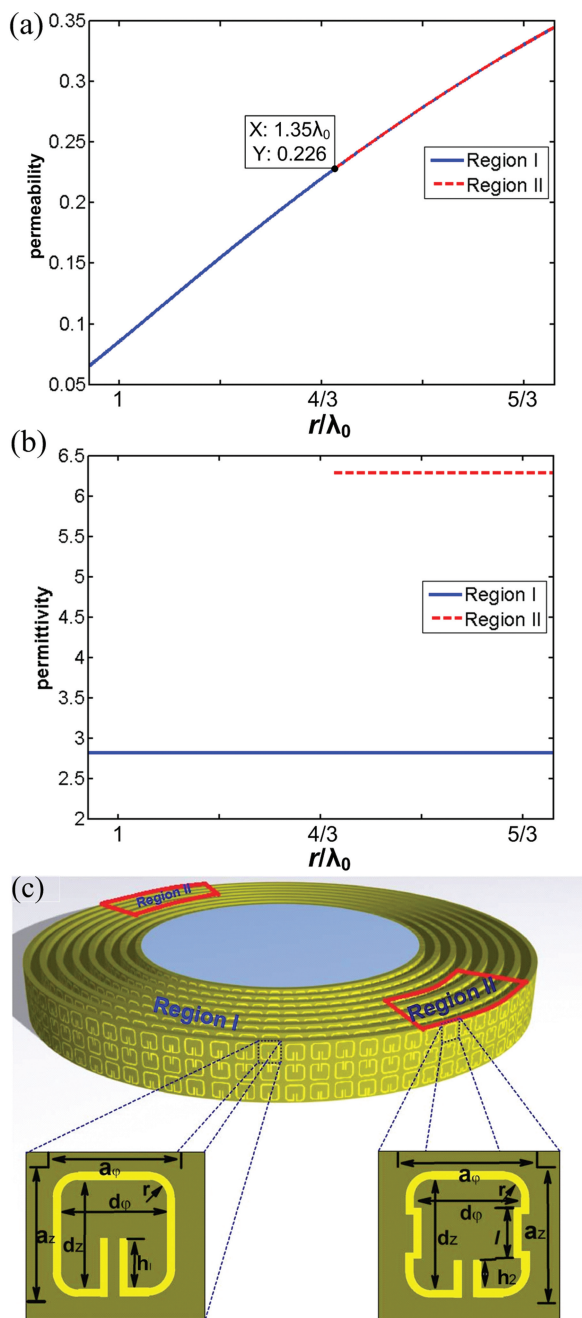 (a)
0.35
0.3
0.25
0.2
0.15
0.1
0.05
permeability
X: 1.35λ₀
Y: 0.226
Region I
Region II
1
4/3
5/3
r/λ₀
(b)
6.5
6
5.5
5
4.5
4
3.5
3
2.5
2
permittivity
Region I
Region II
1
4/3
5/3
r/λ₀
(c)
Region II
Region I
Region II
aφ
r
dφ
az
dz
h₁
aφ
r
dφ
dz
l
az
h₂